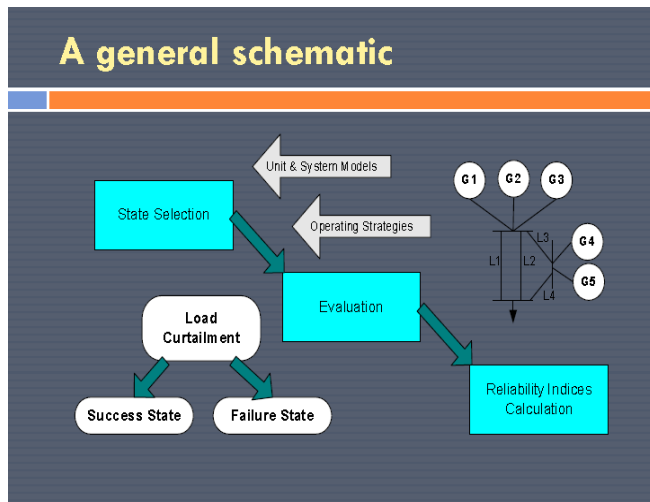 A general schematic
Unit & System Models
State Selection
Operating Strategies
G1
G2
G3
G4
G5
L1
L2
L3
L4
Evaluation
Load
Curtailment
Success State
Failure State
Reliability Indices
Calculation